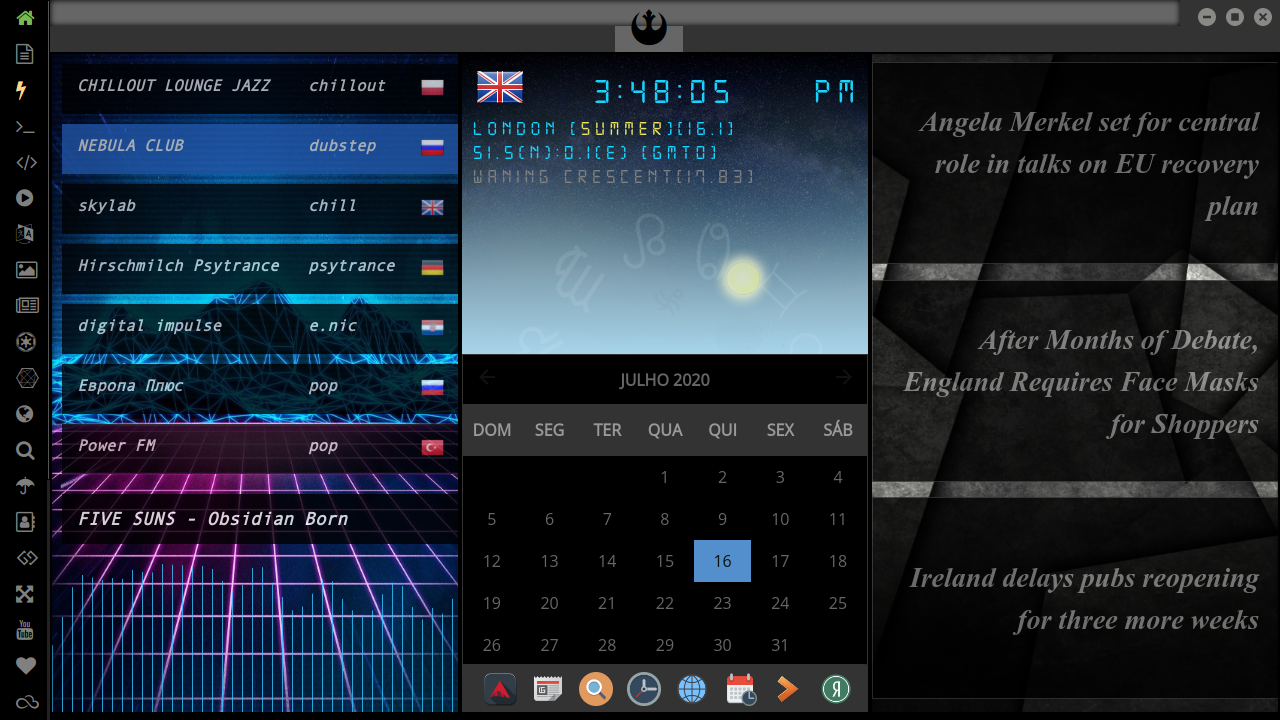 CHILLOUT LOUNGE JAZZ chillout
NEBULA CLUB dubstep
skylab chill
Hirschmilch Psytrance psytrance
digital impulse e.nic
Европа Плюс pop
Power FM pop
FIVE SUNS - Obsidian Born
3:48:05 PM
LONDON (SUMMER)(16.1)
51.5(N):0.1(E) (GMT0)
WANING CRESCENT(17.83)
JULHO 2020
DOM SEG TER QUA QUI SEX SÁB
1 2 3 4
5 6 7 8 9 10 11
12 13 14 15 16 17 18
19 20 21 22 23 24 25
26 27 28 29 30 31
Angela Merkel set for central
role in talks on EU recovery
plan
After Months of Debate,
England Requires Face Masks
for Shoppers
Ireland delays pubs reopening
for three more weeks